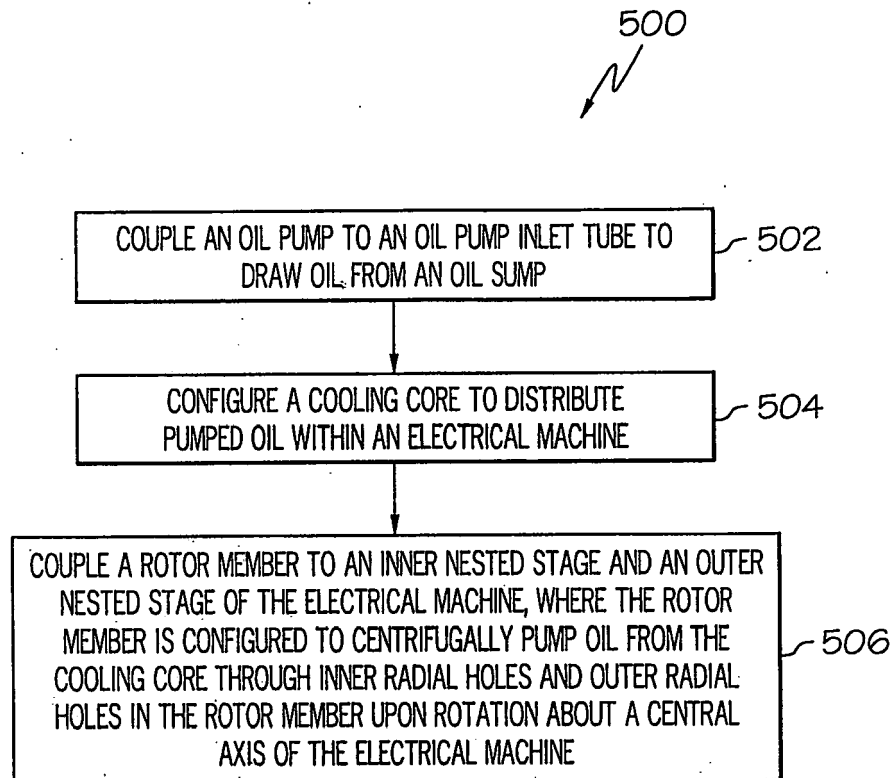 500
COUPLE AN OIL PUMP TO AN OIL PUMP INLET TUBE TO
DRAW OIL FROM AN OIL SUMP
502
CONFIGURE A COOLING CORE TO DISTRIBUTE
PUMPED OIL WITHIN AN ELECTRICAL MACHINE
504
COUPLE A ROTOR MEMBER TO AN INNER NESTED STAGE AND AN OUTER
NESTED STAGE OF THE ELECTRICAL MACHINE, WHERE THE ROTOR
MEMBER IS CONFIGURED TO CENTRIFUGALLY PUMP OIL FROM THE
COOLING CORE THROUGH INNER RADIAL HOLES AND OUTER RADIAL
HOLES IN THE ROTOR MEMBER UPON ROTATION ABOUT A CENTRAL
AXIS OF THE ELECTRICAL MACHINE
506